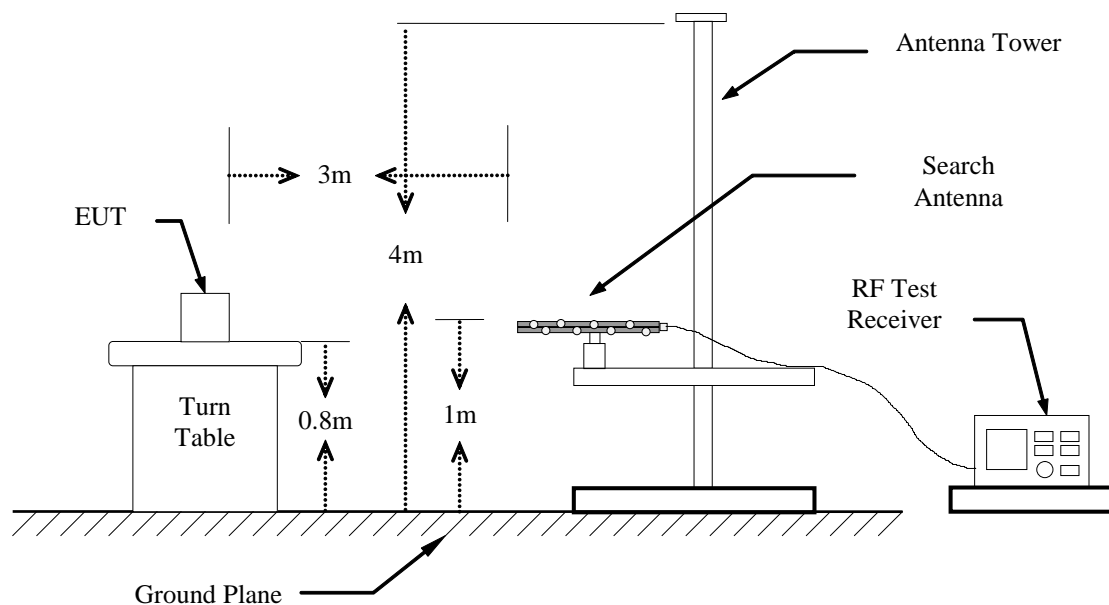 Antenna Tower
3m
Search
Antenna
EUT
4m
RF Test
Receiver
Turn
Table
0.8m
1m
Ground Plane